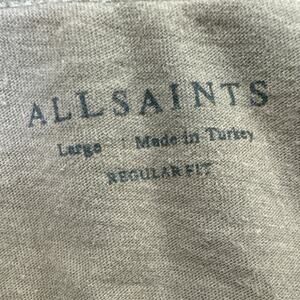 ALLSAINTS
Large | Made in Turkey
REGULAR FIT